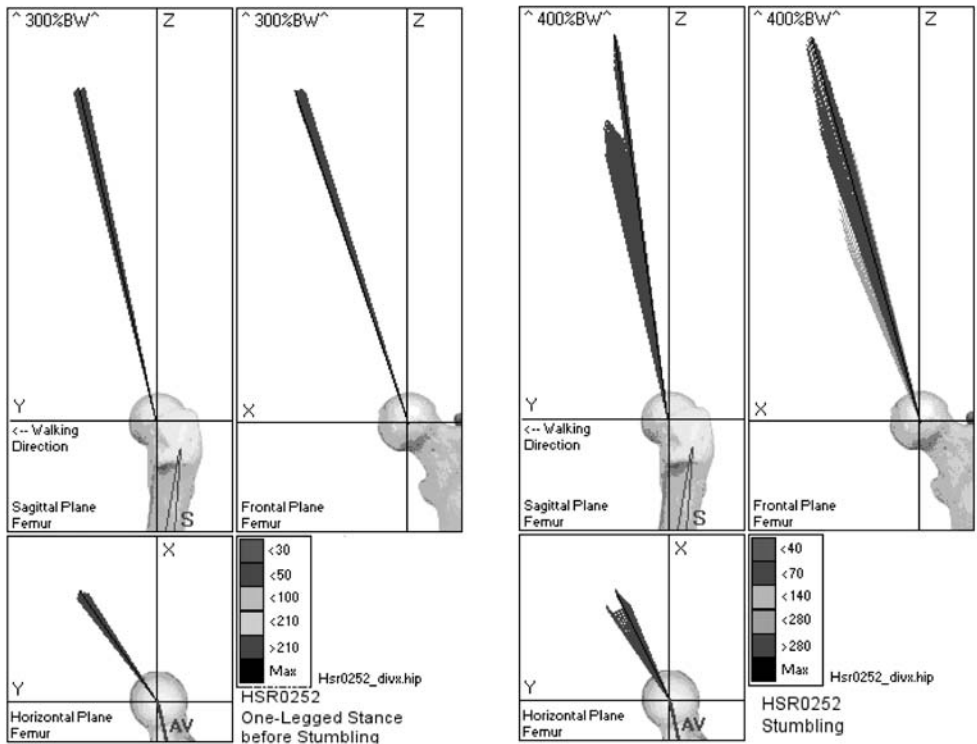 ^ 300%BW^
Z
Y
<-- Walking
Direction
Sagittal Plane
Femur
S
^ 300%BW^
Z
X
Frontal Plane
Femur
X
Y
Horizontal Plane
Femur
AV
<30
<50
<100
<210
>210
Max
Hsr0252_divx.hip
HSR0252
One-Legged Stance
before Stumbling
^ 400%BW^
Z
Y
<-- Walking
Direction
Sagittal Plane
Femur
S
^ 400%BW^
Z
X
Frontal Plane
Femur
X
Y
Horizontal Plane
Femur
AV
<40
<70
<140
<280
>280
Max
Hsr0252_divx.hip
HSR0252
Stumbling